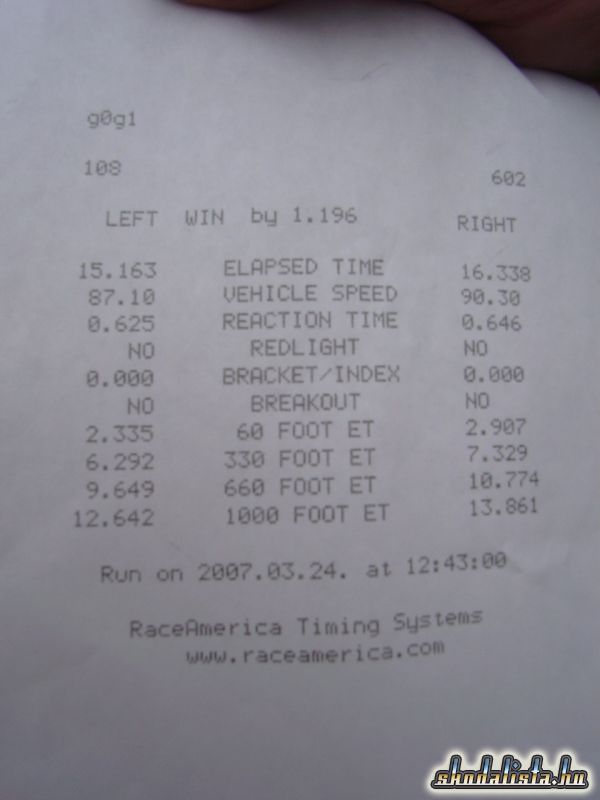 g0g1
108 602
LEFT WIN by 1.196 RIGHT
15.163 ELAPSED TIME 16.338
87.10 VEHICLE SPEED 90.30
0.625 REACTION TIME 0.646
NO REDLIGHT NO
0.000 BRACKET/INDEX 0.000
NO BREAKOUT NO
2.335 60 FOOT ET 2.907
6.292 330 FOOT ET 7.329
9.649 660 FOOT ET 10.774
12.642 1000 FOOT ET 13.861
Run on 2007.03.24. at 12:43:00
RaceAmerica Timing Systems
www.raceamerica.com
skodalista.hu